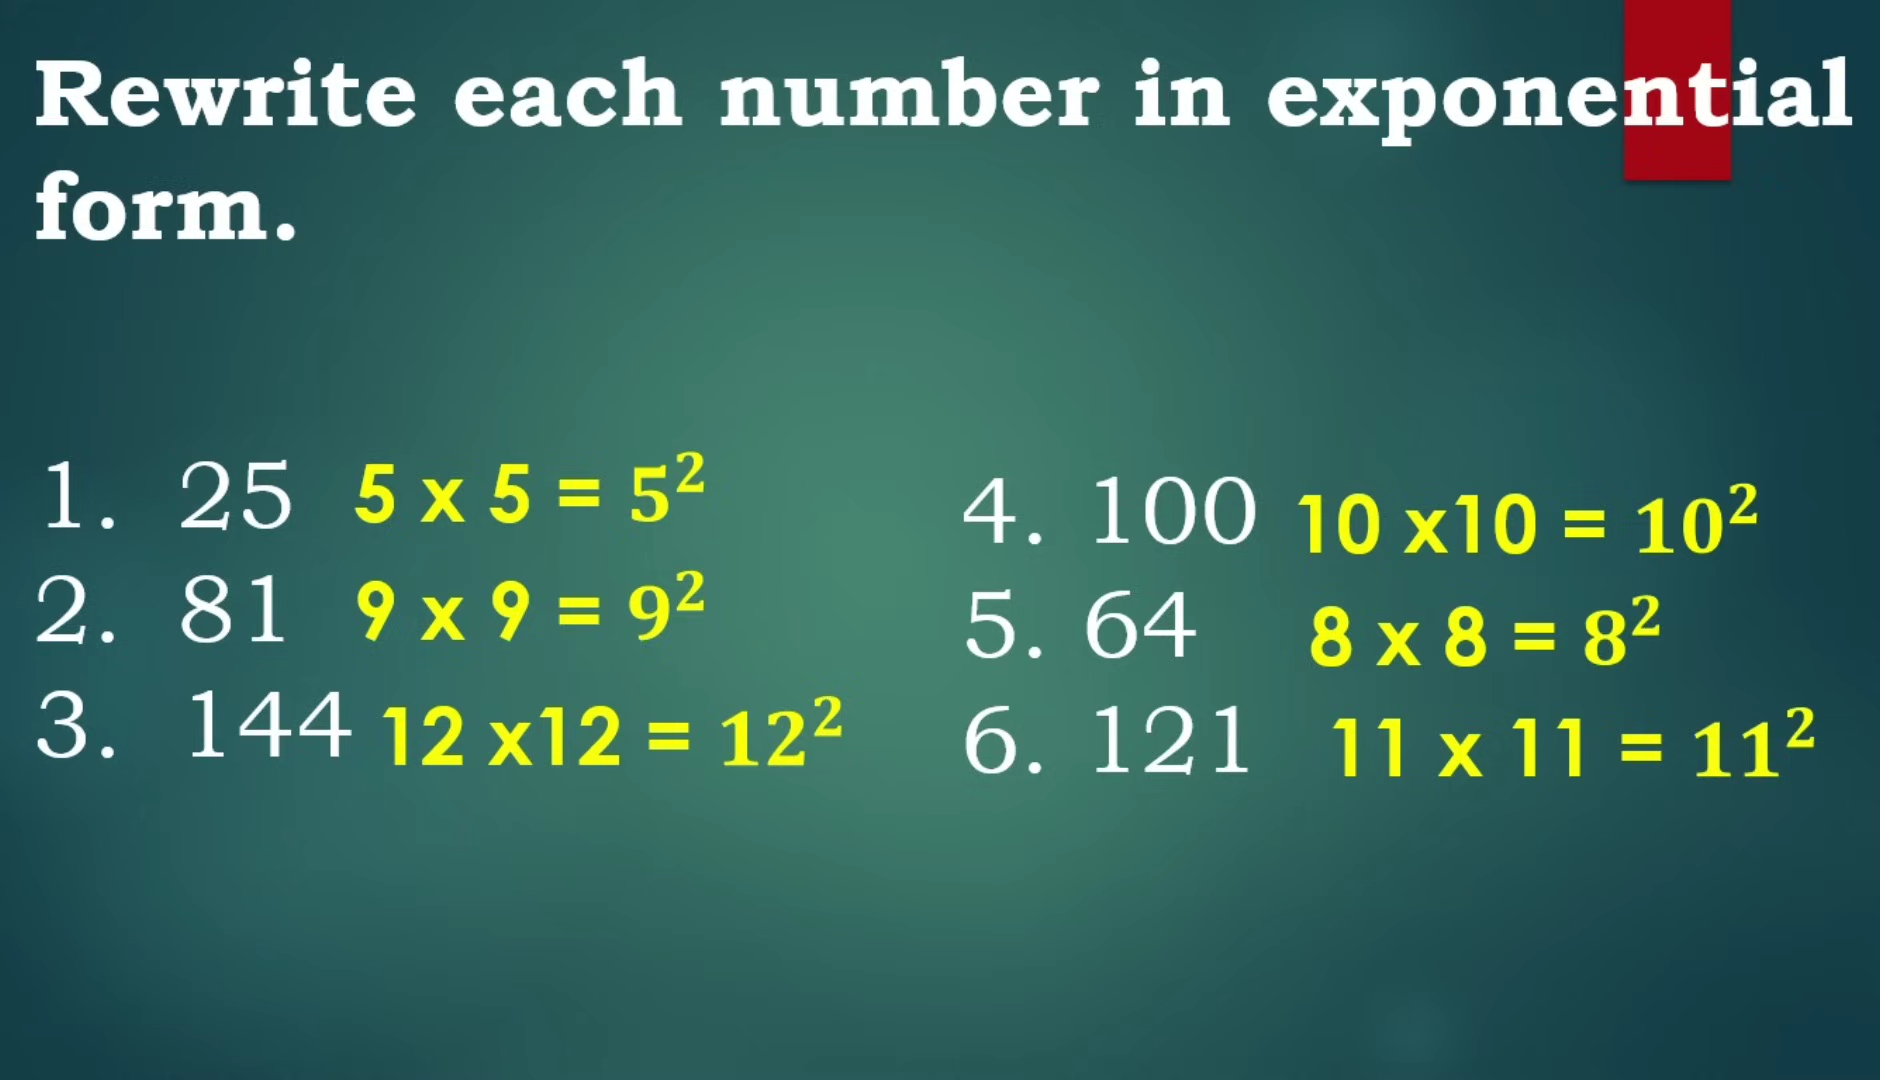 Rewrite each number in exponential
form.
1. 25 5 x 5 = 5²
2. 81 9 x 9 = 9²
3. 144 12 x12 = 12²
4. 100 10 x10 = 10²
5. 64 8 x 8 = 8²
6. 121 11 x 11 = 11²